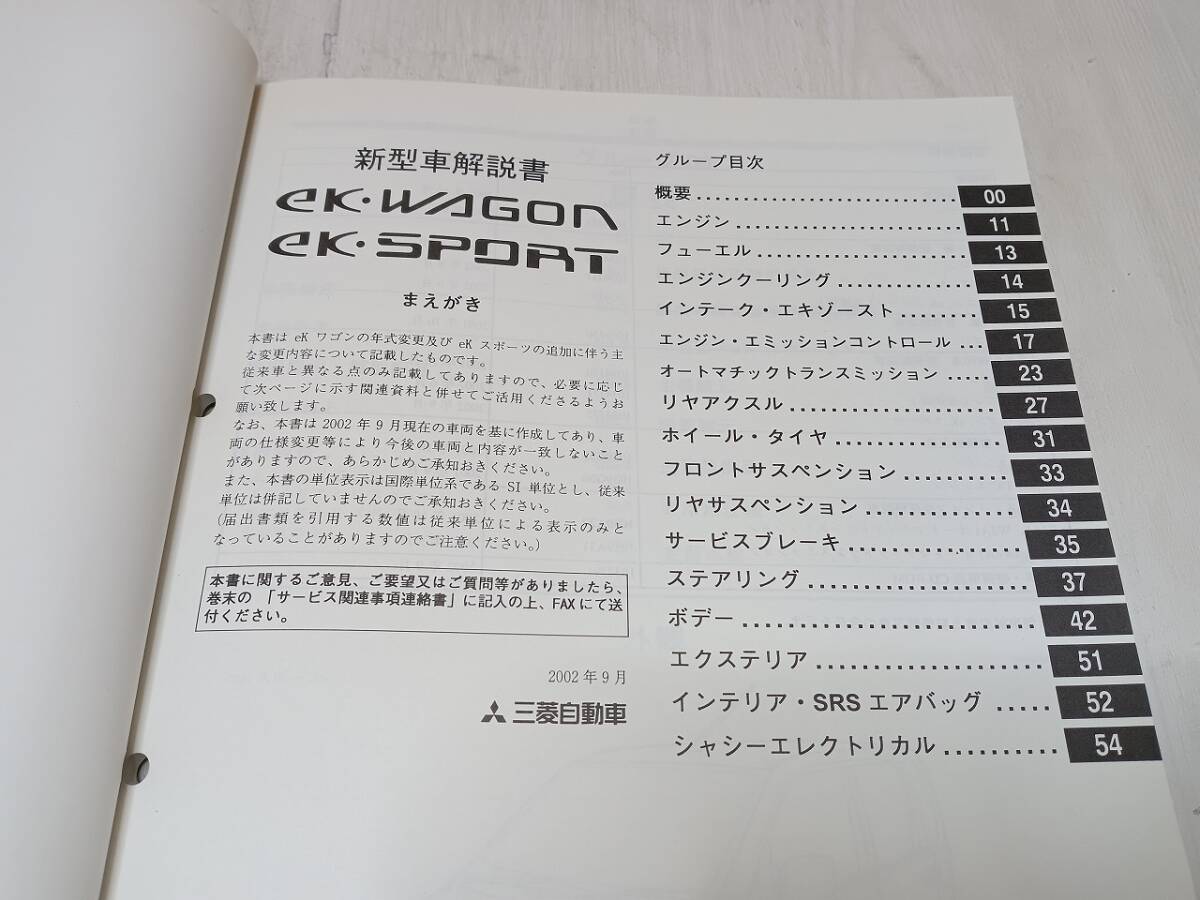 新型車解説書
eK・WAGON
eK・SPORT
まえがき
本書は eK ワゴンの年式変更及び eK スポーツの追加に伴う主
な変更内容について記載したものです。
従来車と異なる点のみ記載してありますので、必要に応じ
て次ページに示す関連資料と併せてご活用くださるようお
願い致します。
なお、本書は 2002 年 9 月現在の車両を基に作成してあり、車
両の仕様変更等により今後の車両と内容が一致しないこと
がありますので、あらかじめご承知おきください。
また、本書の単位表示は国際単位系である SI 単位とし、従来
単位は併記していませんのでご承知おきください。
(届出書類を引用する数値は従来単位による表示のみと
なっていることがありますのでご注意ください。)
本書に関するご意見、ご要望又はご質問等がありましたら、
巻末の 「サービス関連事項連絡書」に記入の上、FAX にて送
付ください。
2002 年 9 月
三菱自動車
グループ目次
概要 ............................ 00
エンジン ........................ 11
フューエル ...................... 13
エンジンクーリング .............. 14
インテーク・エキゾースト ........ 15
エンジン・エミッションコントロール ... 17
オートマチックトランスミッション ..... 23
リヤアクスル .................... 27
ホイール・タイヤ ................ 31
フロントサスペンション .......... 33
リヤサスペンション .............. 34
サービスブレーキ ................ 35
ステアリング .................... 37
ボデー .......................... 42
エクステリア .................... 51
インテリア・SRS エアバッグ ..... 52
シャシーエレクトリカル .......... 54